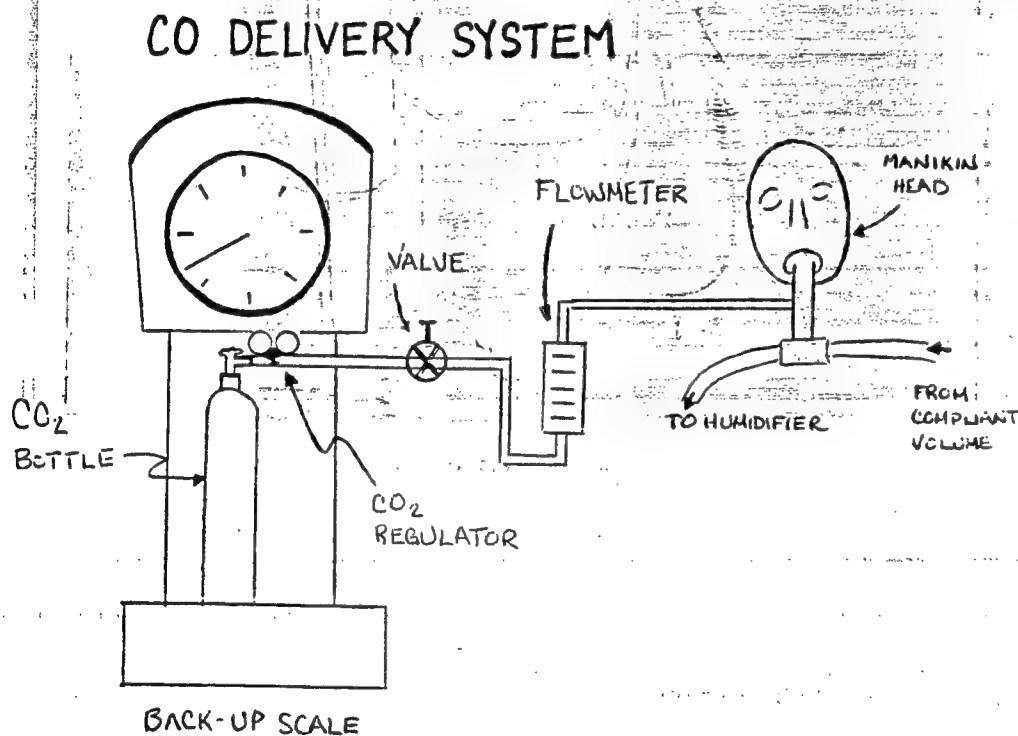 CO DELIVERY SYSTEM
MANIKIN
HEAD
FLOWMETER
VALUE
TO HUMIDIFIER
FROM
COMPLIANT
VOLUME
CO₂
BOTTLE
CO₂
REGULATOR
BACK-UP SCALE